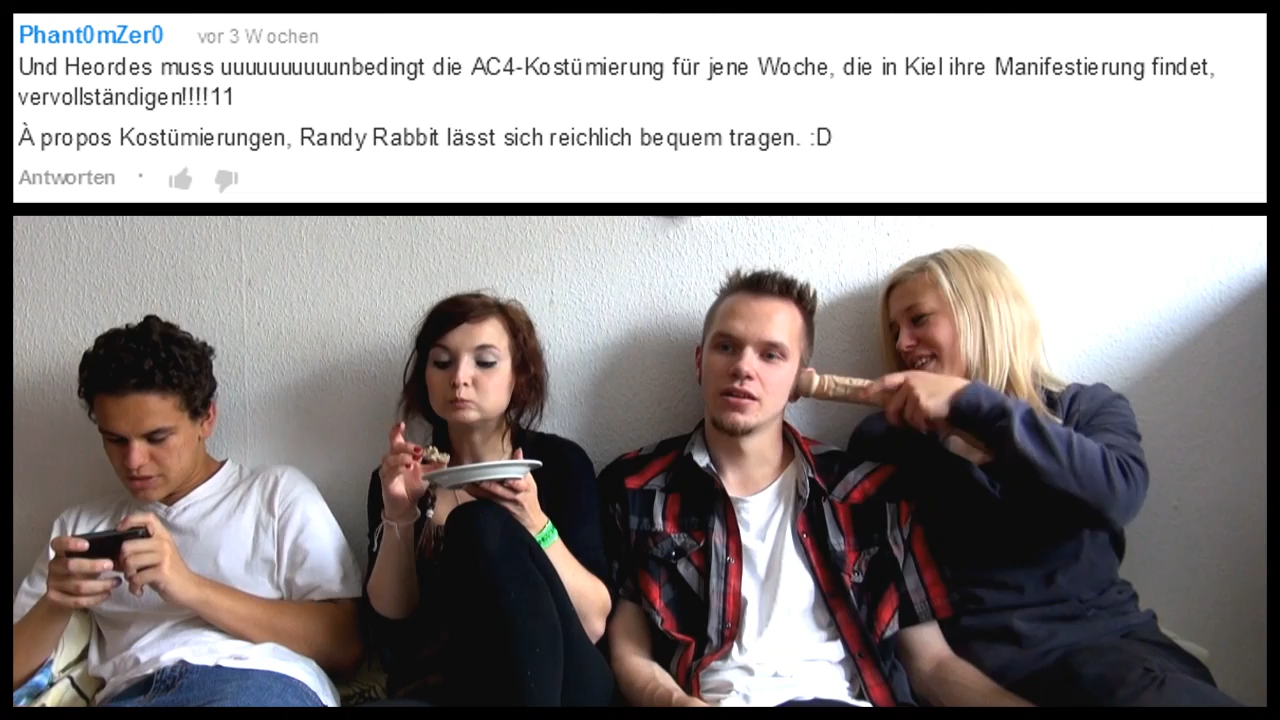 Phant0mZer0 vor 3 Wochen
Und Heordes muss uuuuuuuuuunbedingt die AC4-Kostümierung für jene Woche, die in Kiel ihre Manifestierung findet,
vervollständigen!!!!11
À propos Kostümierungen, Randy Rabbit lässt sich reichlich bequem tragen. :D
Antworten ·